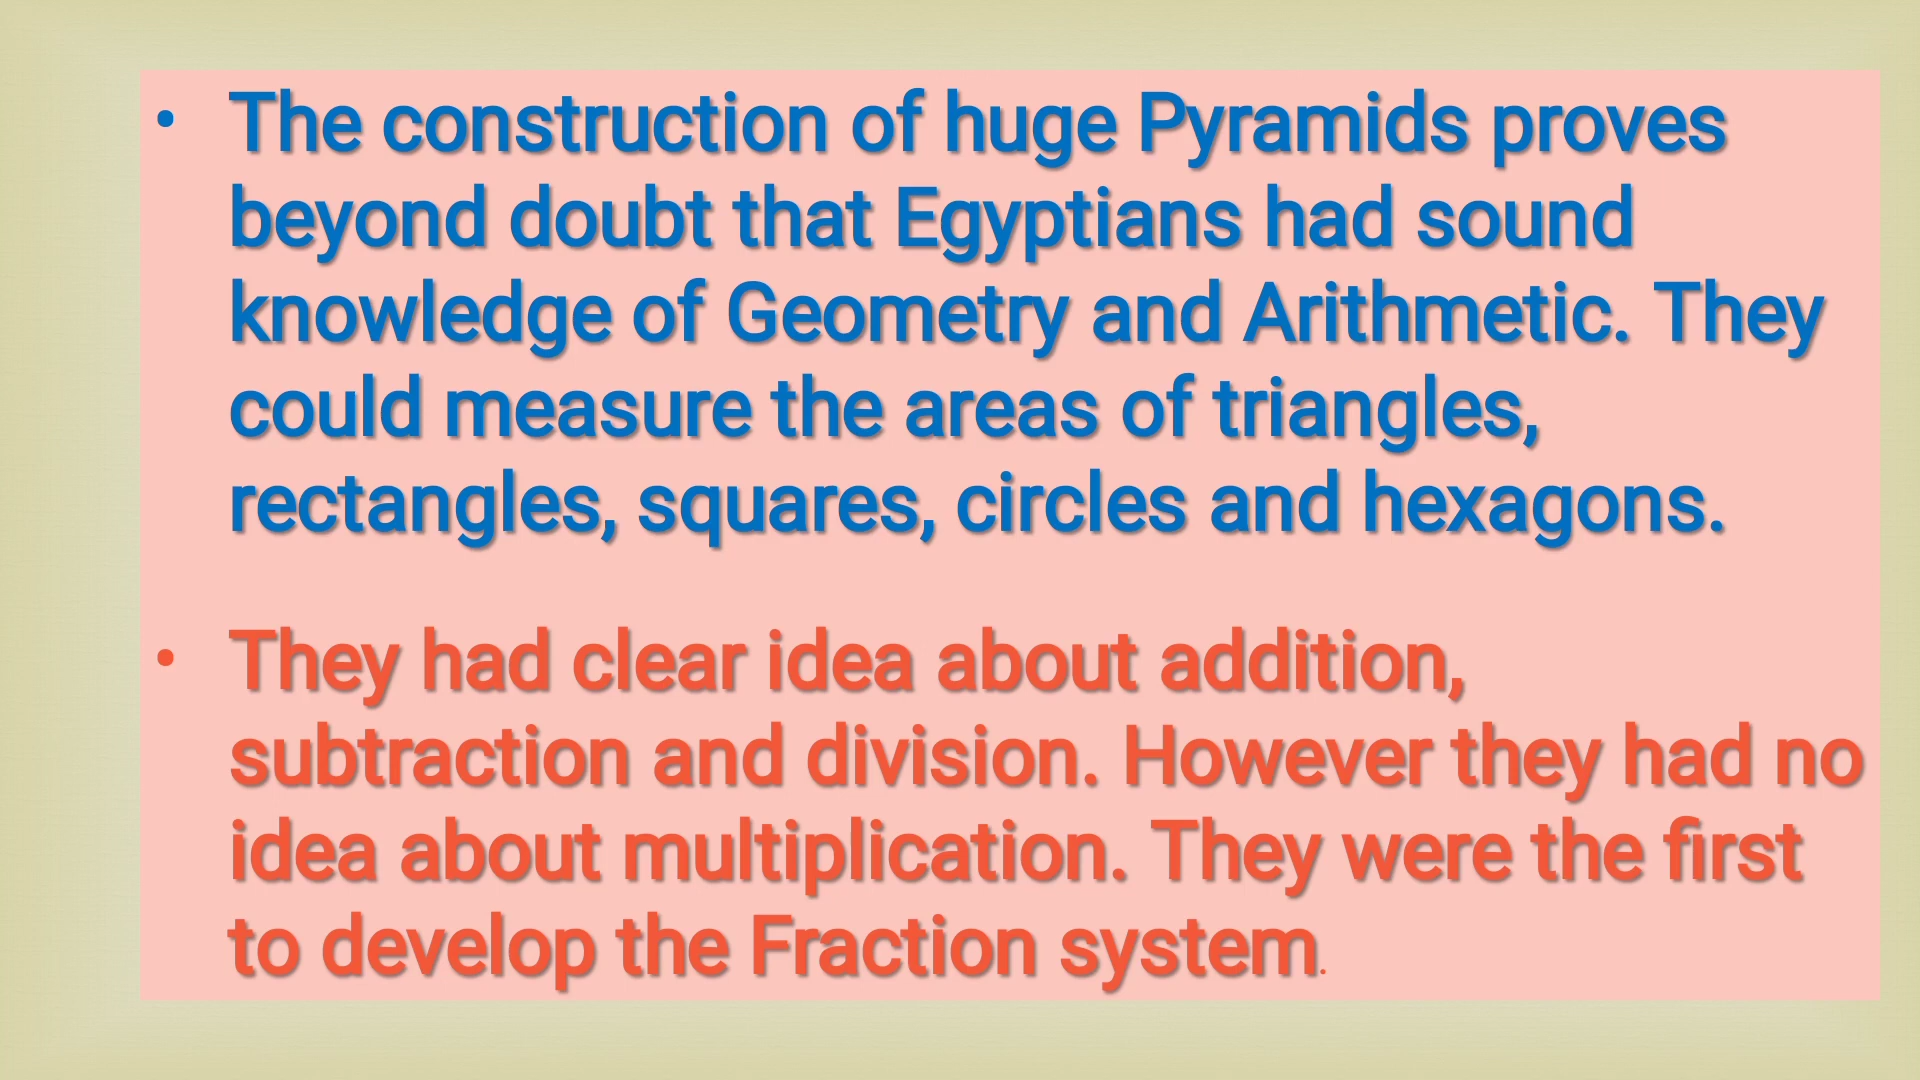 • The construction of huge Pyramids proves
beyond doubt that Egyptians had sound
knowledge of Geometry and Arithmetic. They
could measure the areas of triangles,
rectangles, squares, circles and hexagons.
• They had clear idea about addition,
subtraction and division. However they had no
idea about multiplication. They were the first
to develop the Fraction system.